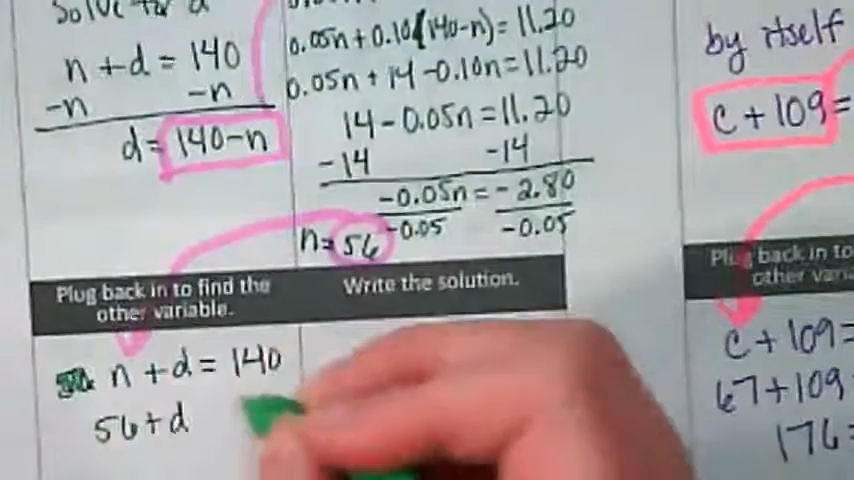 Solve for d
n + d = 140
-n -n
d = 140-n
0.05n + 0.10(140-n) = 11.20
0.05n + 14 - 0.10n = 11.20
14 - 0.05n = 11.20
-14 -14
-0.05n = -2.80
-0.05 -0.05
n = 56
Plug back in to find the
other variable.
n + d = 140
56 + d
Write the solution.
by itself
c + 109 =
Plug back in to
other
c + 109 =
67 + 109
176 =